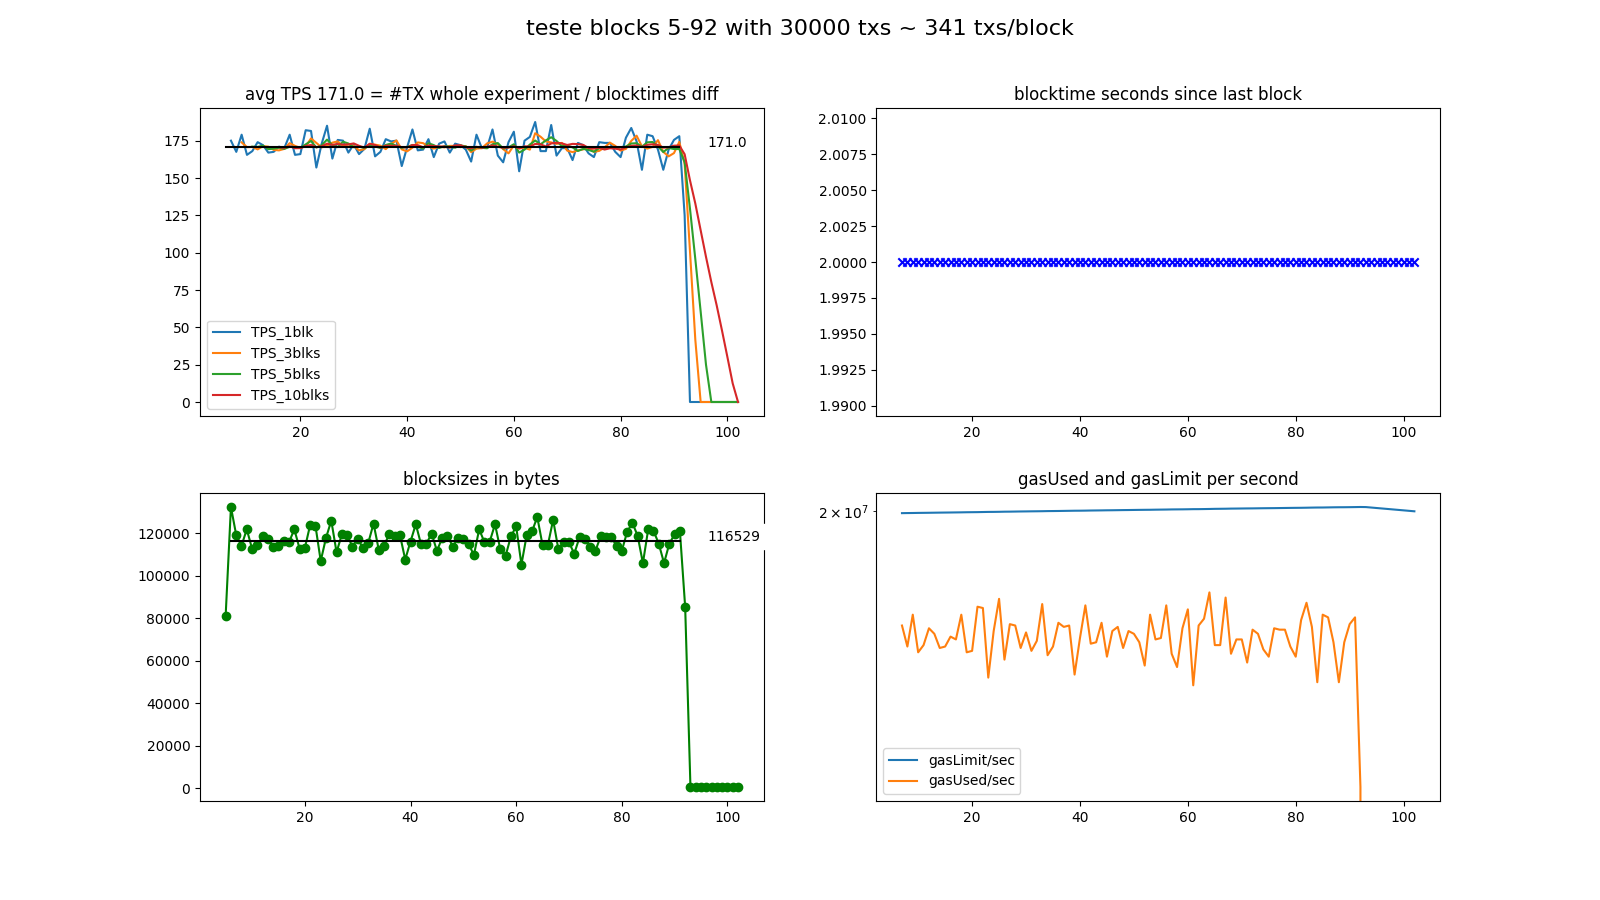 teste blocks 5-92 with 30000 txs ~ 341 txs/block
avg TPS 171.0 = #TX whole experiment / blocktimes diff
175
150
125
100
75
50
25
0
171.0
TPS_1blk
TPS_3blks
TPS_5blks
TPS_10blks
20 40 60 80 100
blocktime seconds since last block
2.0100
2.0075
2.0050
2.0025
2.0000
1.9975
1.9950
1.9925
1.9900
20 40 60 80 100
blocksizes in bytes
120000
100000
80000
60000
40000
20000
0
116529
20 40 60 80 100
gasUsed and gasLimit per second
2 × 10⁷
gasLimit/sec
gasUsed/sec
20 40 60 80 100